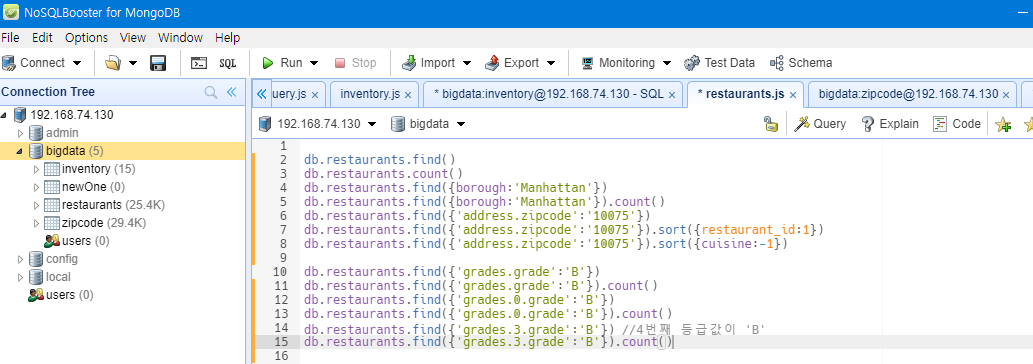 NoSQLBooster for MongoDB
File Edit Options View Window Help
Connect Run Stop Import Export Monitoring Test Data Schema
SQL
Connection Tree
192.168.74.130
admin
bigdata (5)
inventory (15)
newOne (0)
restaurants (25.4K)
zipcode (29.4K)
users (0)
config
local
users (0)
uery.js × inventory.js × * bigdata:inventory@192.168.74.130 - SQL × * restaurants.js × bigdata:zipcode@192.168.74.130 ×
192.168.74.130 bigdata Query Explain Code
1
2 db.restaurants.find()
3 db.restaurants.count()
4 db.restaurants.find({borough:'Manhattan'})
5 db.restaurants.find({borough:'Manhattan'}).count()
6 db.restaurants.find({'address.zipcode':'10075'})
7 db.restaurants.find({'address.zipcode':'10075'}).sort({restaurant_id:1})
8 db.restaurants.find({'address.zipcode':'10075'}).sort({cuisine:-1})
9
10 db.restaurants.find({'grades.grade':'B'})
11 db.restaurants.find({'grades.grade':'B'}).count()
12 db.restaurants.find({'grades.0.grade':'B'})
13 db.restaurants.find({'grades.0.grade':'B'}).count()
14 db.restaurants.find({'grades.3.grade':'B'}) //4번째 등급값이 'B'
15 db.restaurants.find({'grades.3.grade':'B'}).count()
16